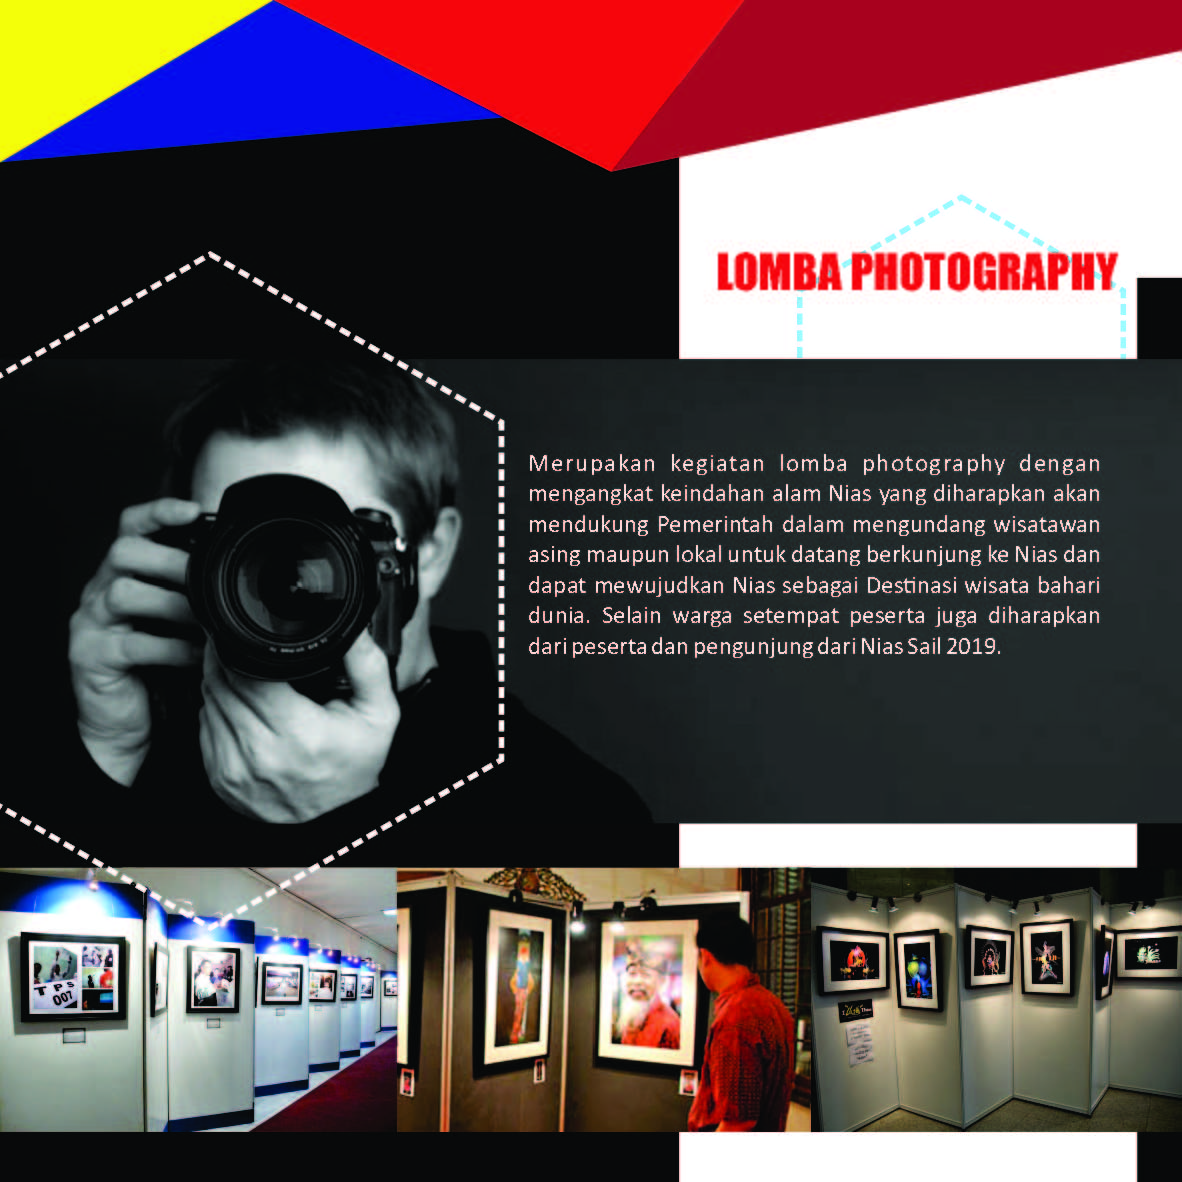 LOMBA PHOTOGRAPHY
Merupakan kegiatan lomba photography dengan
mengangkat keindahan alam Nias yang diharapkan akan
mendukung Pemerintah dalam mengundang wisatawan
asing maupun lokal untuk datang berkunjung ke Nias dan
dapat mewujudkan Nias sebagai Destinasi wisata bahari
dunia. Selain warga setempat peserta juga diharapkan
dari peserta dan pengunjung dari Nias Sail 2019.
TPS
007